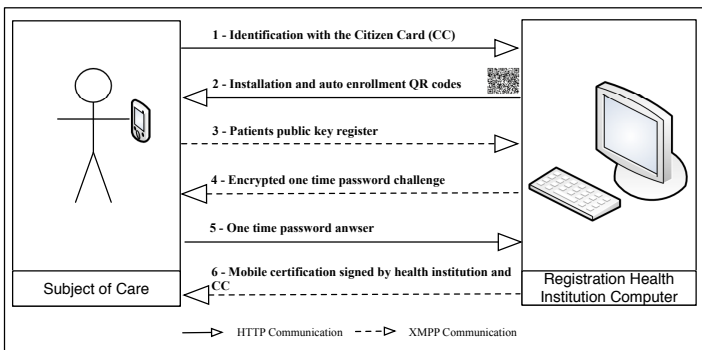 1 - Identification with the Citizen Card (CC)
2 - Installation and auto enrollment QR codes
3 - Patients public key register
4 - Encrypted one time password challenge
5 - One time password anwser
6 - Mobile certification signed by health institution and
CC
Subject of Care
Registration Health
Institution Computer
HTTP Communication
XMPP Communication